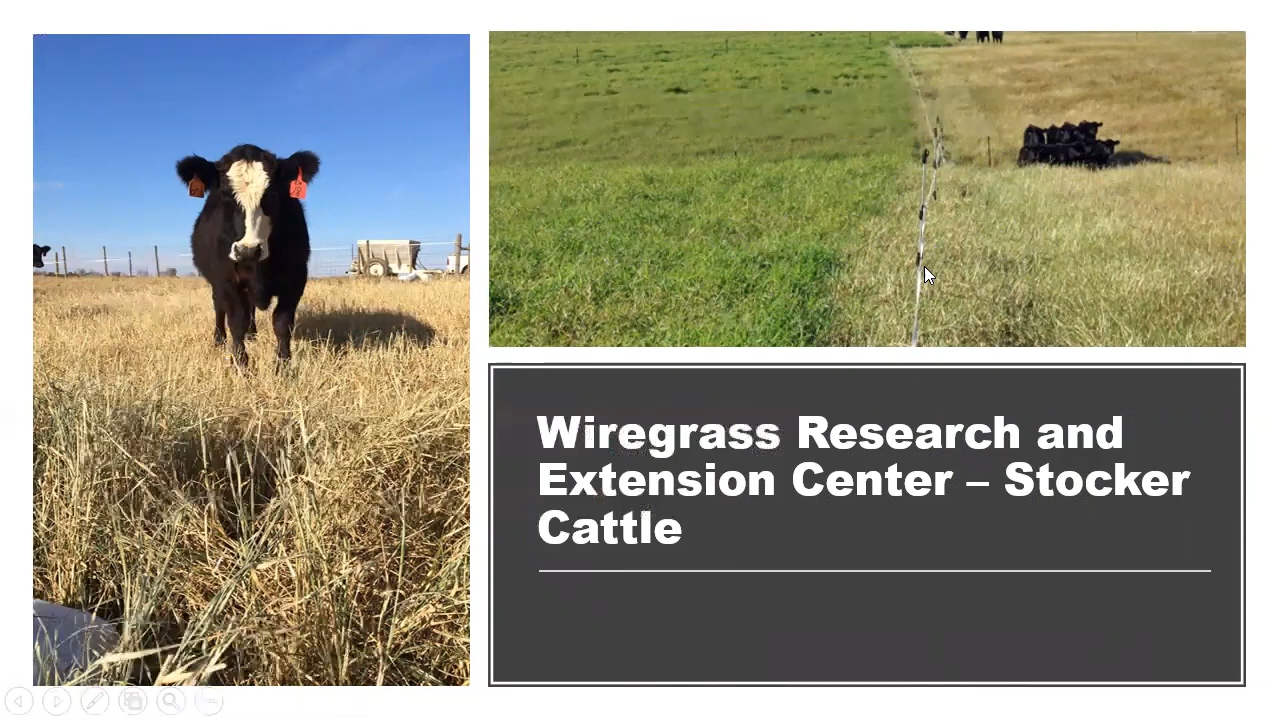 Wiregrass Research and
Extension Center – Stocker
Cattle